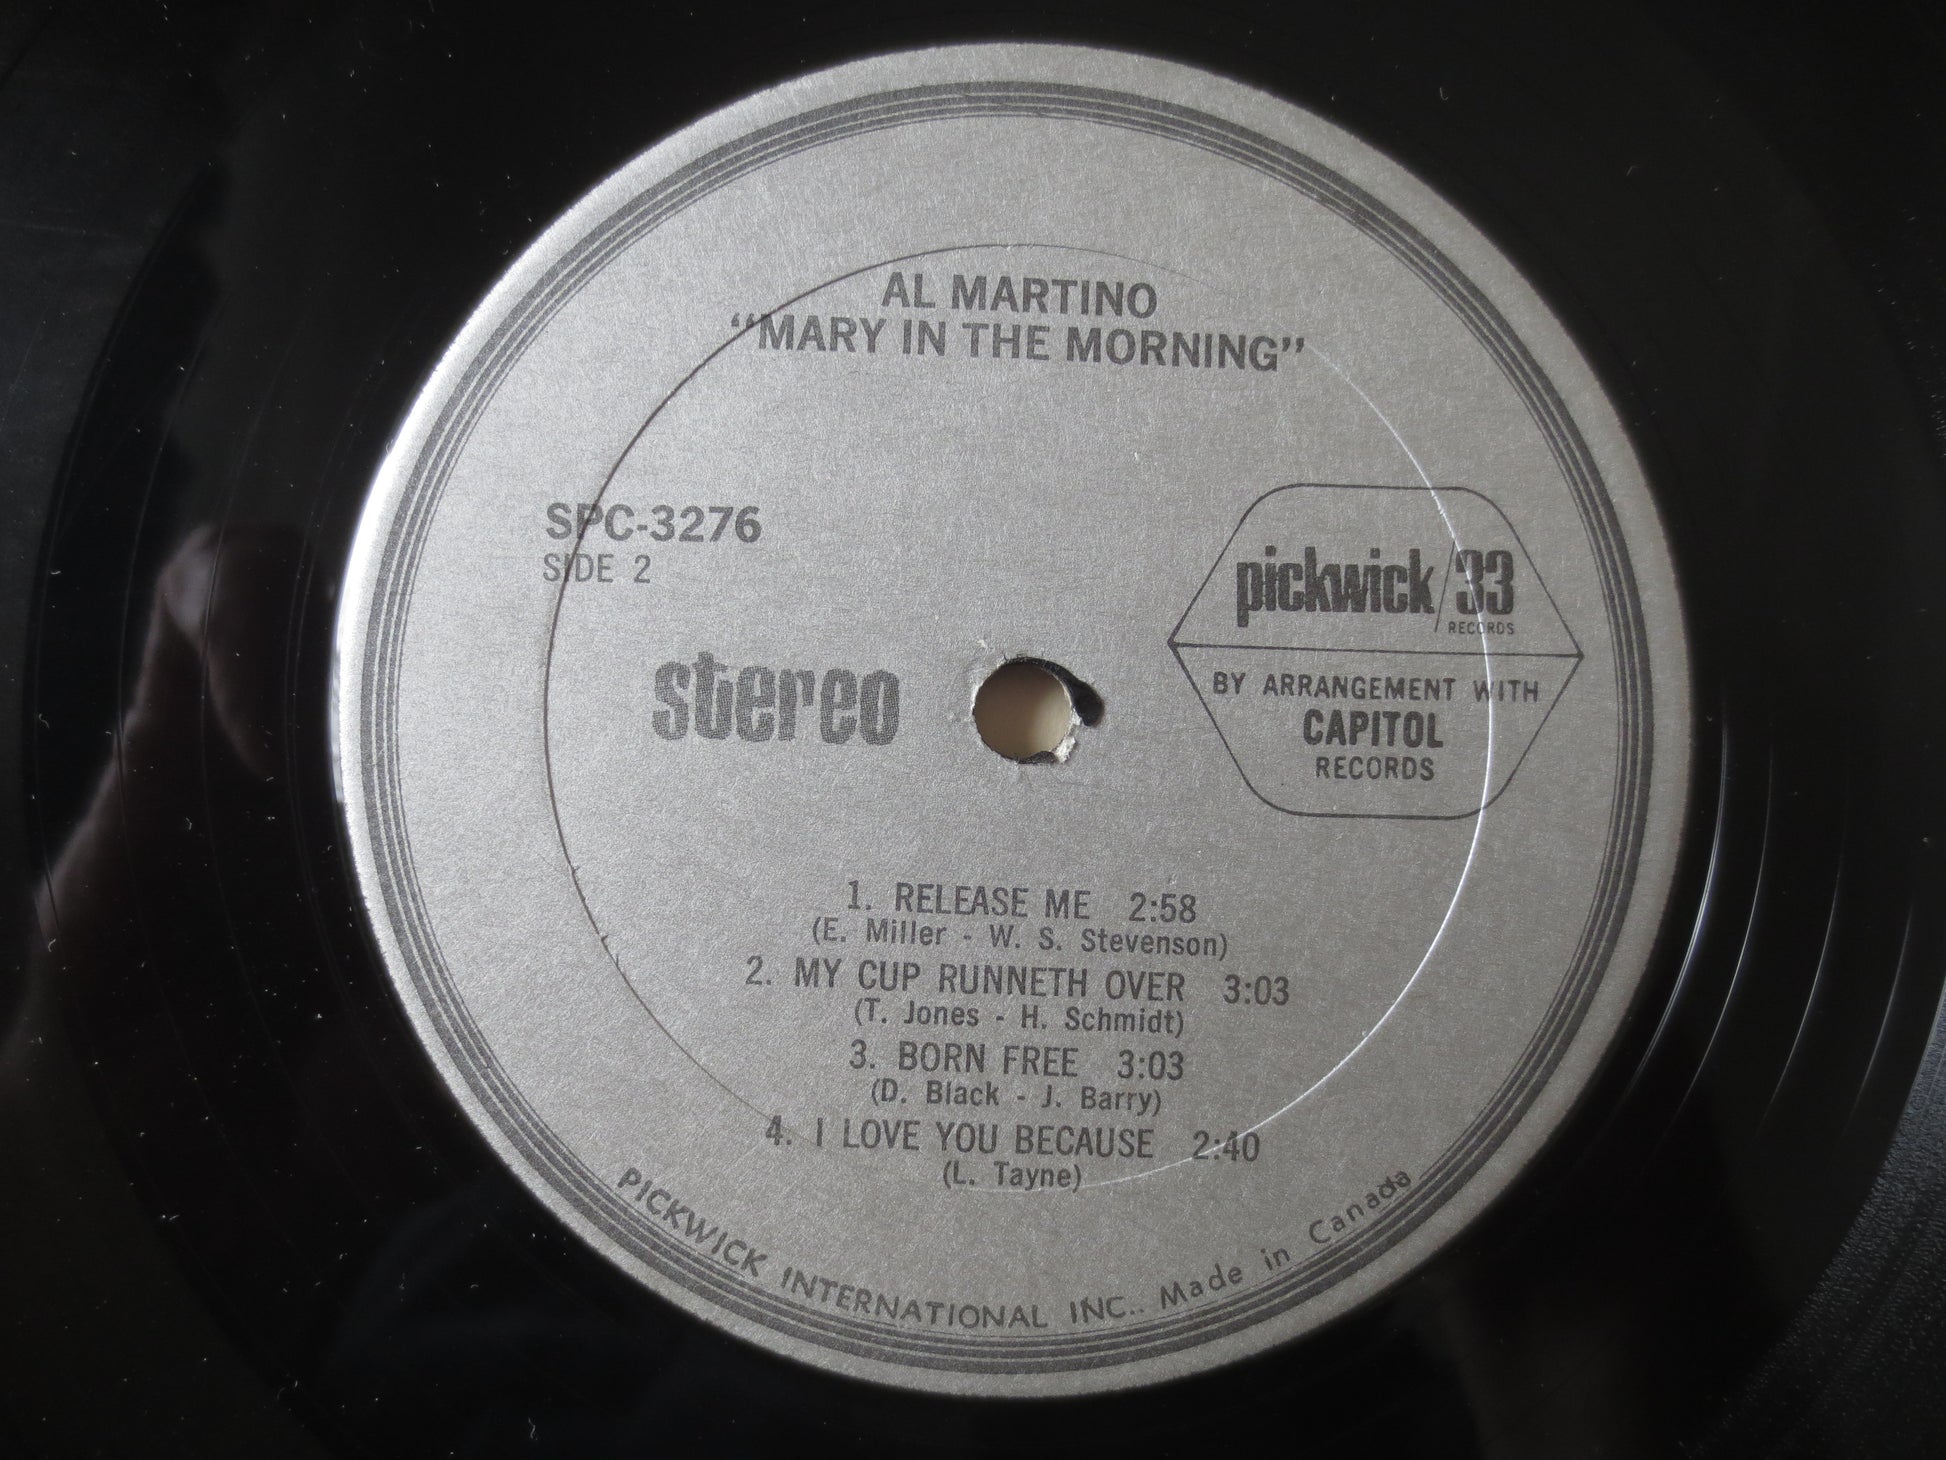 AL MARTINO
“MARY IN THE MORNING”
SPC-3276
SIDE 2
stereo
pickwick/33
RECORDS
BY ARRANGEMENT WITH
CAPITOL
RECORDS
1. RELEASE ME 2:58
(E. Miller - W. S. Stevenson)
2. MY CUP RUNNETH OVER 3:03
(T. Jones - H. Schmidt)
3. BORN FREE 3:03
(D. Black - J. Barry)
4. I LOVE YOU BECAUSE 2:40
(L. Tayne)
PICKWICK INTERNATIONAL INC.. Made in Canada